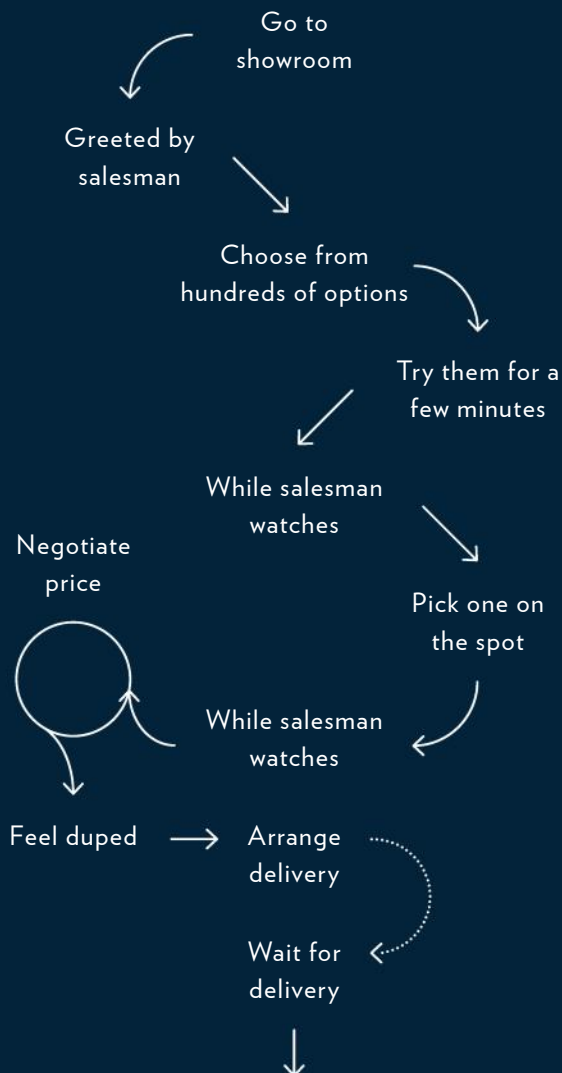 Go to
showroom
Greeted by
salesman
Choose from
hundreds of options
Try them for a
few minutes
While salesman
watches
Pick one on
the spot
While salesman
watches
Negotiate
price
Feel duped
Arrange
delivery
Wait for
delivery